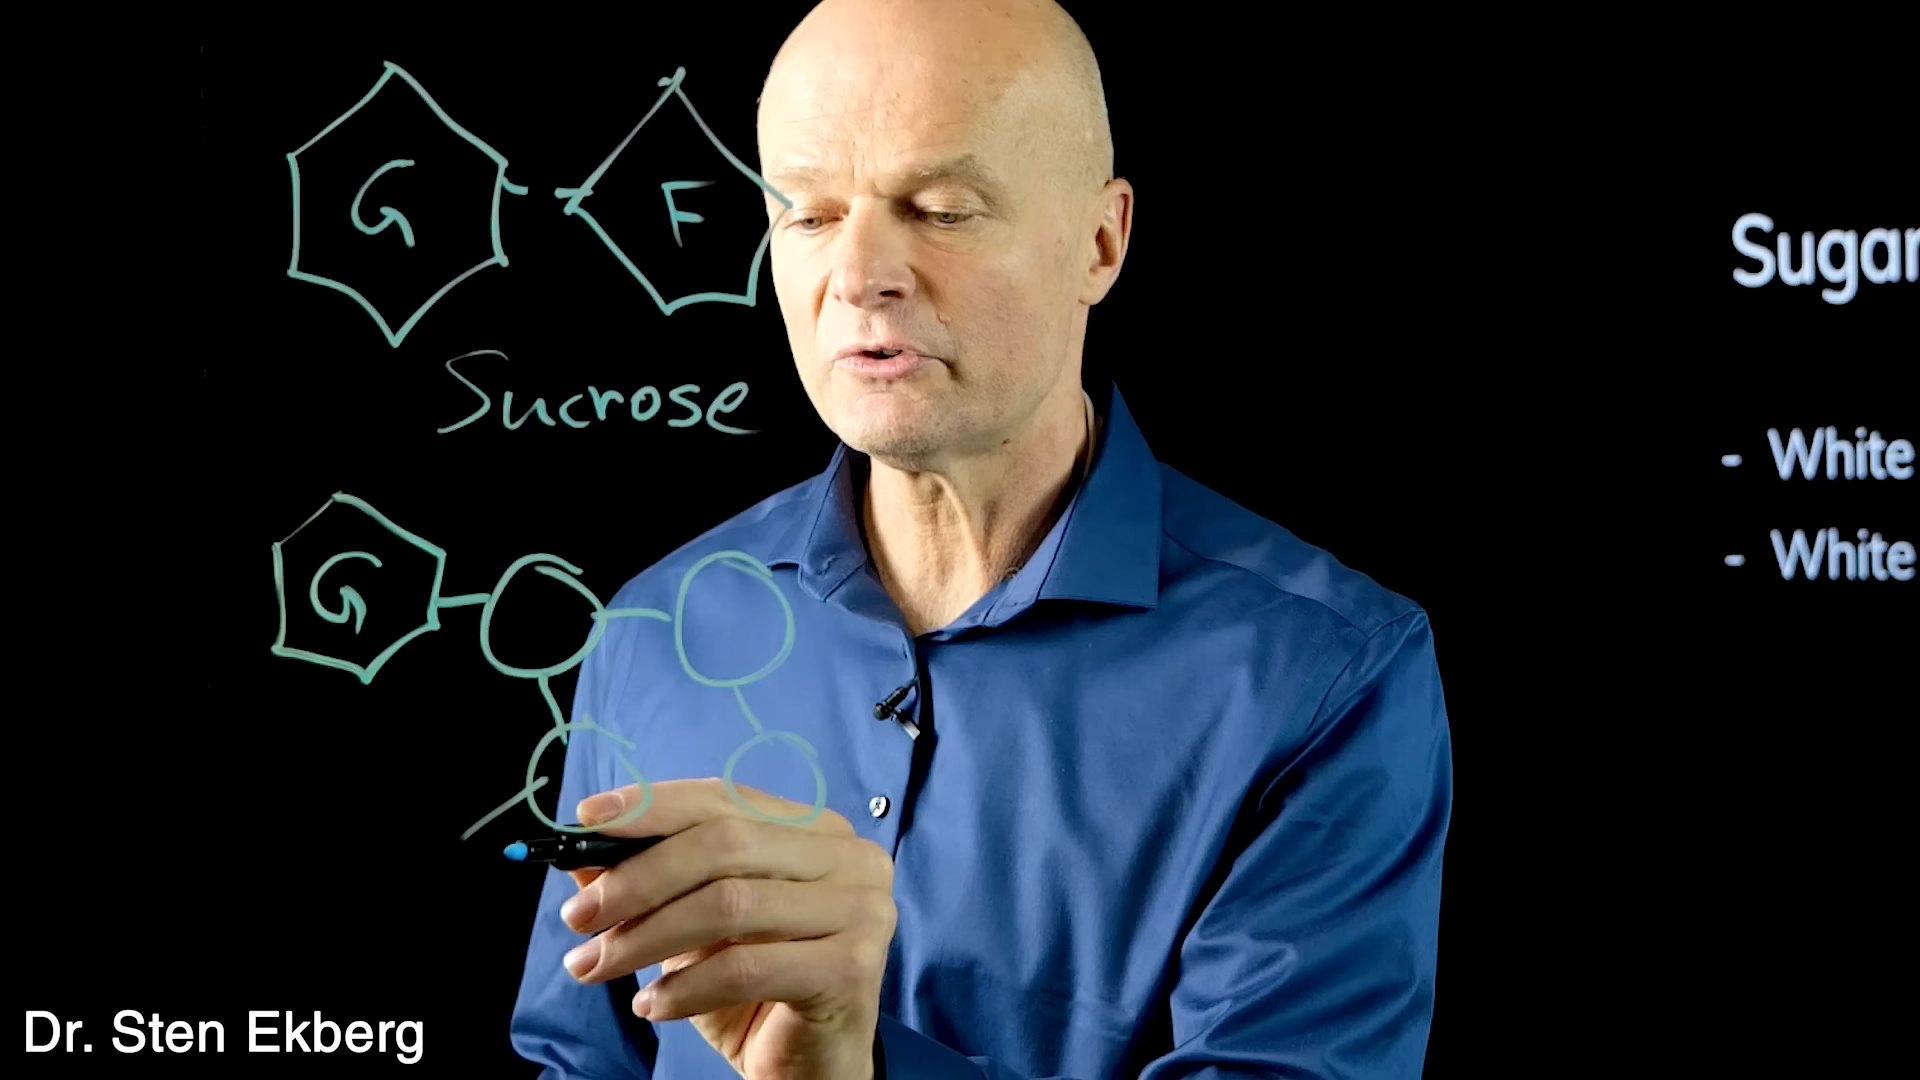 G F
Sucrose
G
Sugar
- White
- White
Dr. Sten Ekberg